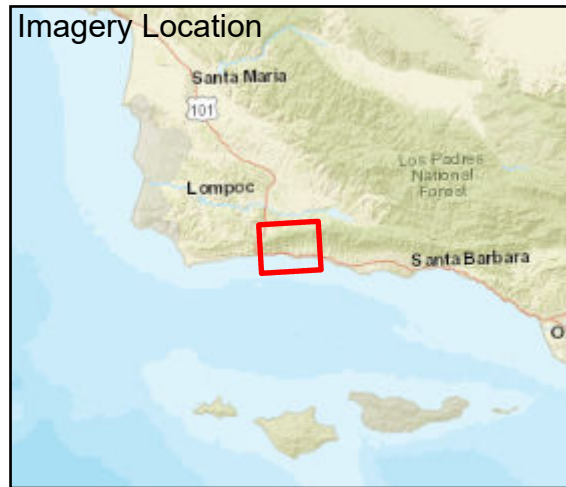 Imagery Location
Santa Maria
101
Los Padres
National
Forest
Lompoc
Santa Barbara
O